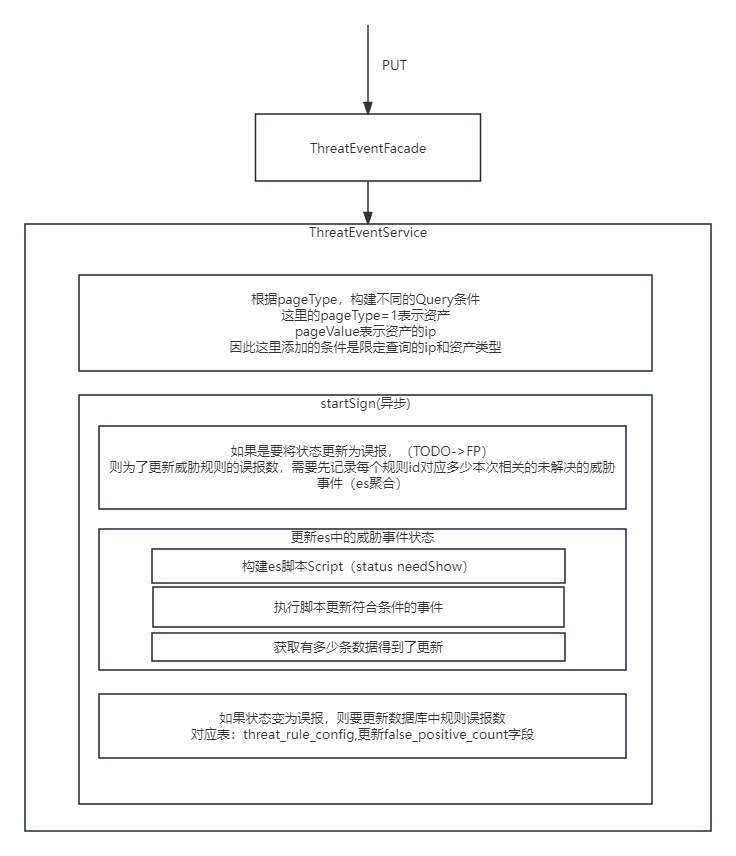 PUT
ThreatEventFacade
ThreatEventService
根据pageType，构建不同的Query条件
这里的pageType=1表示资产
pageValue表示资产的ip
因此这里添加的条件是限定查询的ip和资产类型
startSign(异步)
如果是要将状态更新为误报，（TODO->FP）
则为了更新威胁规则的误报数，需要先记录每个规则id对应多少本次相关的未解决的威胁
事件（es聚合）
更新es中的威胁事件状态
构建es脚本Script（status needShow）
执行脚本更新符合条件的事件
获取有多少条数据得到了更新
如果状态变为误报，则要更新数据库中规则误报数
对应表：threat_rule_config,更新false_positive_count字段